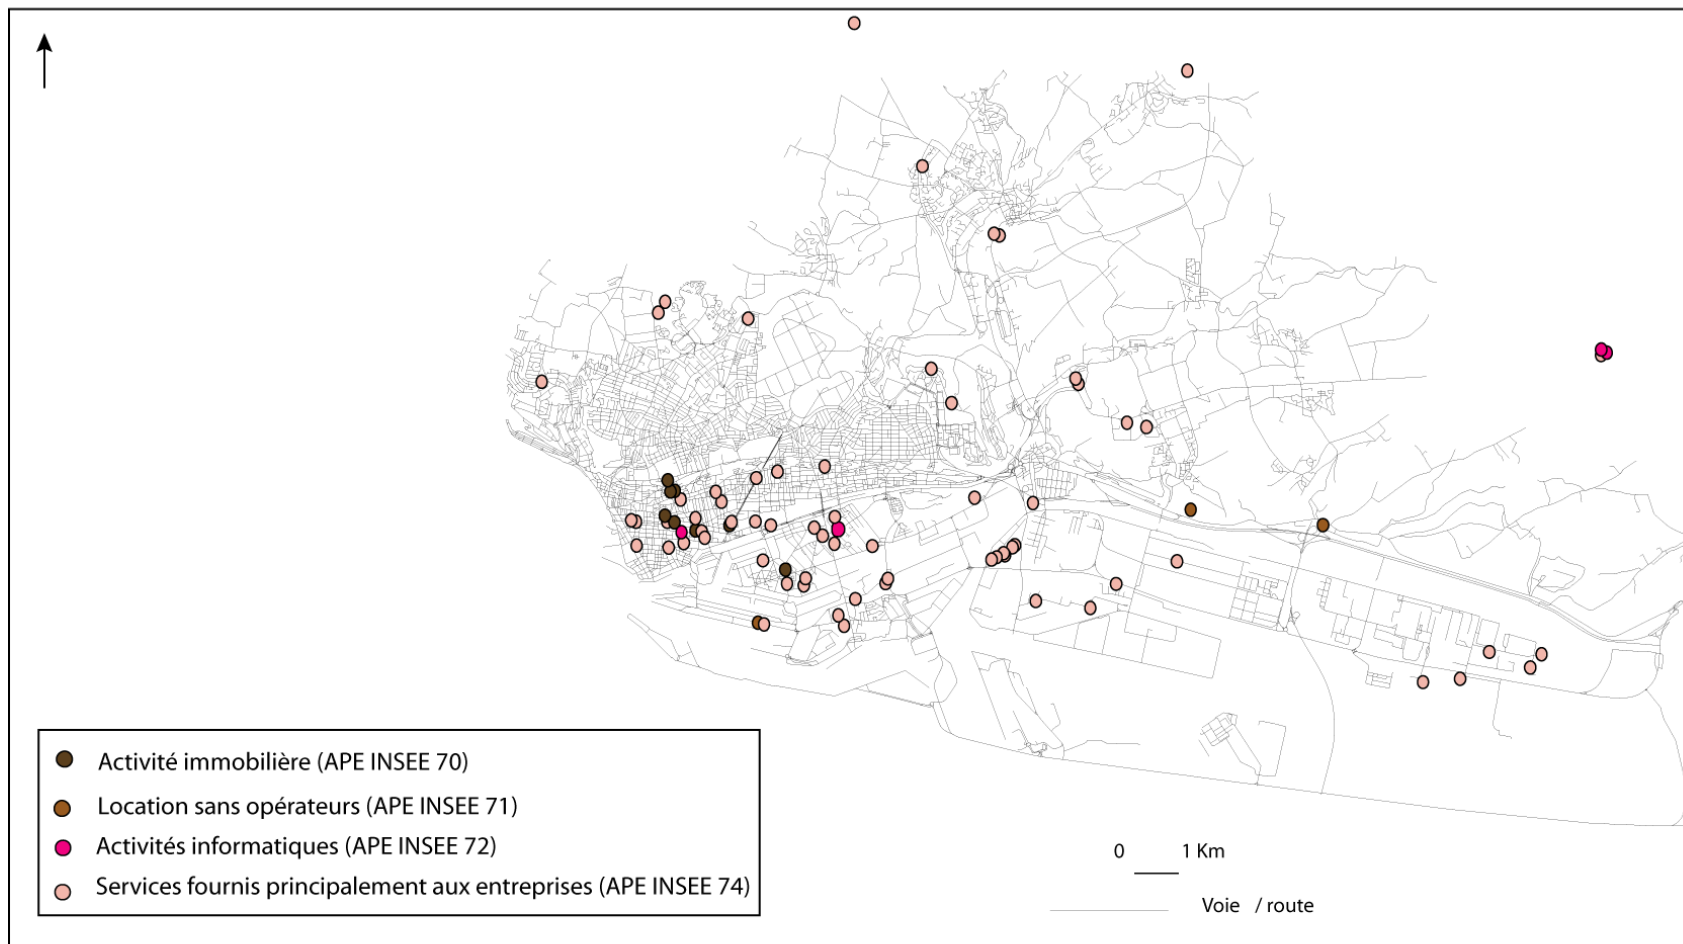 Activité immobilière (APE INSEE 70)
Location sans opérateurs (APE INSEE 71)
Activités informatiques (APE INSEE 72)
Services fournis principalement aux entreprises (APE INSEE 74)
0 1 Km
Voie / route